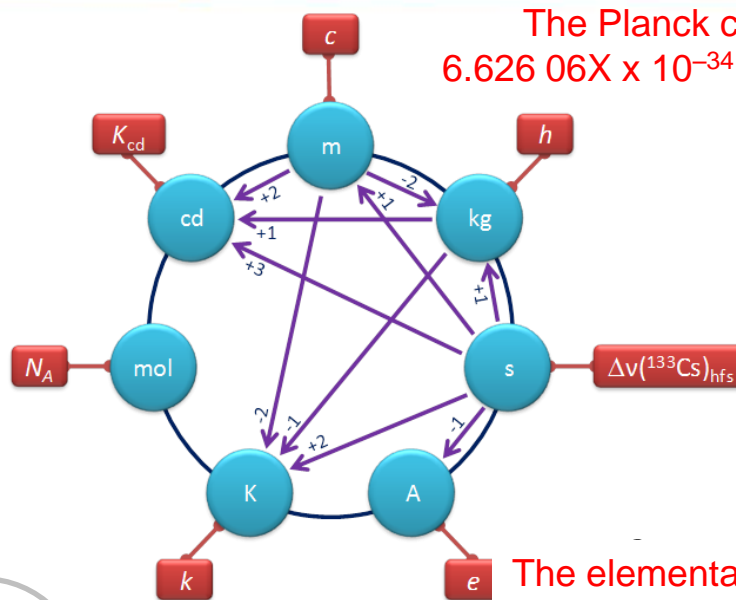 The Planck c
6.626 06X x 10⁻³⁴
c
K_cd
h
m
+2
-2
+1
cd
kg
+1
+3
+1
N_A
mol
s
Δν(¹³³Cs)_hfs
-2
-1
+2
-1
K
A
k
e
The elementa